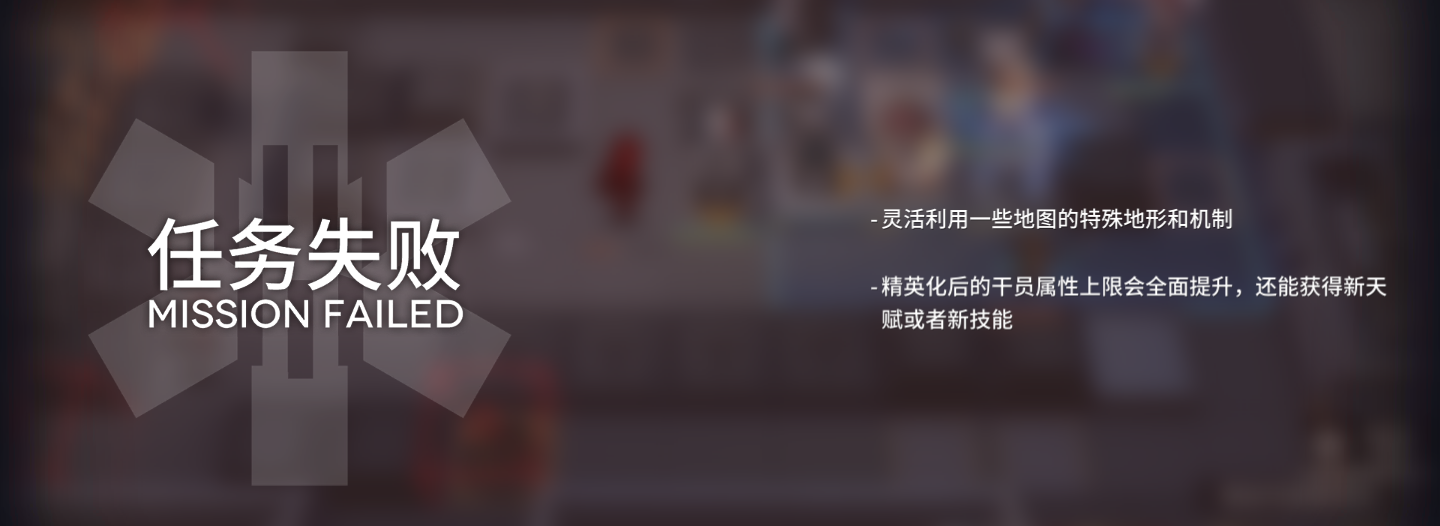 任务失败
MISSION FAILED
- 灵活利用一些地图的特殊地形和机制
- 精英化后的干员属性上限会全面提升，还能获得新天
赋或者新技能